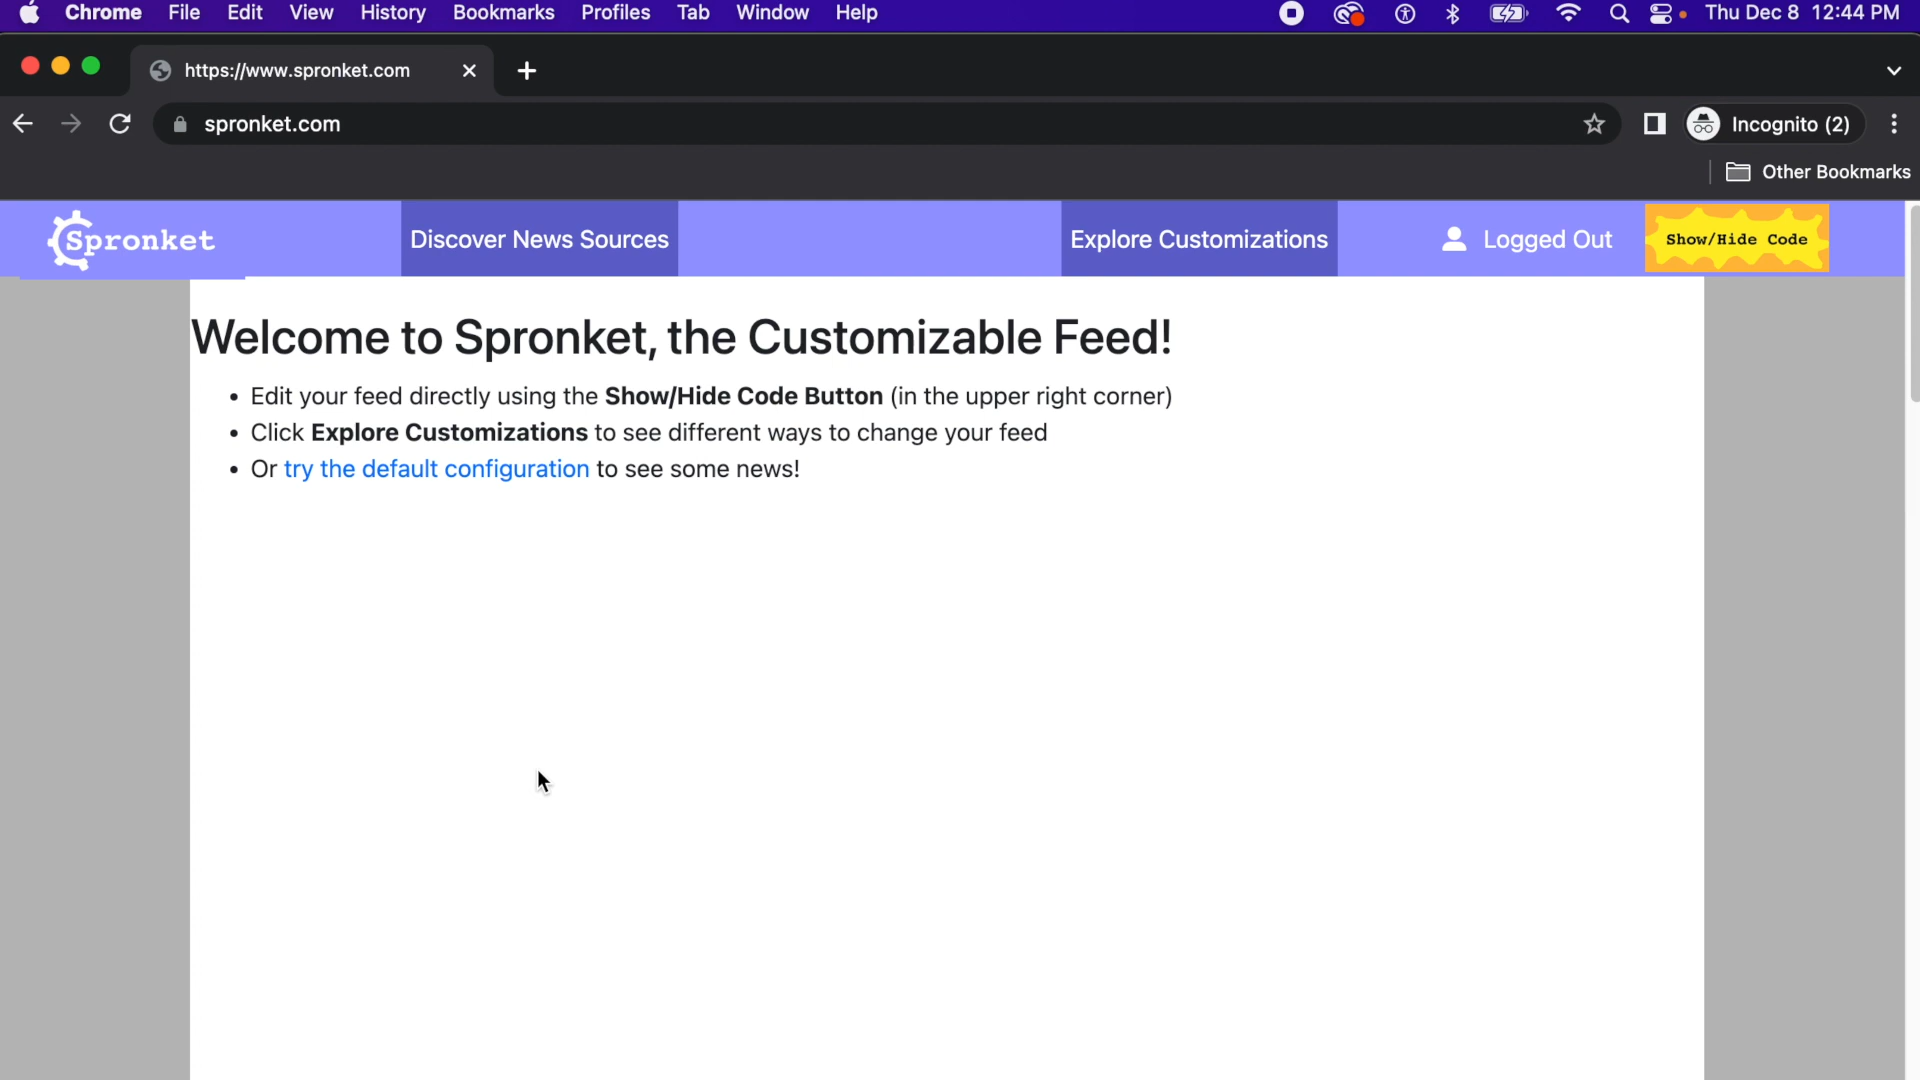 Chrome File Edit View History Bookmarks Profiles Tab Window Help Thu Dec 8 12:44 PM
https://www.spronket.com
spronket.com Incognito (2)
Other Bookmarks
Spronket Discover News Sources Explore Customizations Logged Out Show/Hide Code
Welcome to Spronket, the Customizable Feed!
• Edit your feed directly using the Show/Hide Code Button (in the upper right corner)
• Click Explore Customizations to see different ways to change your feed
• Or try the default configuration to see some news!